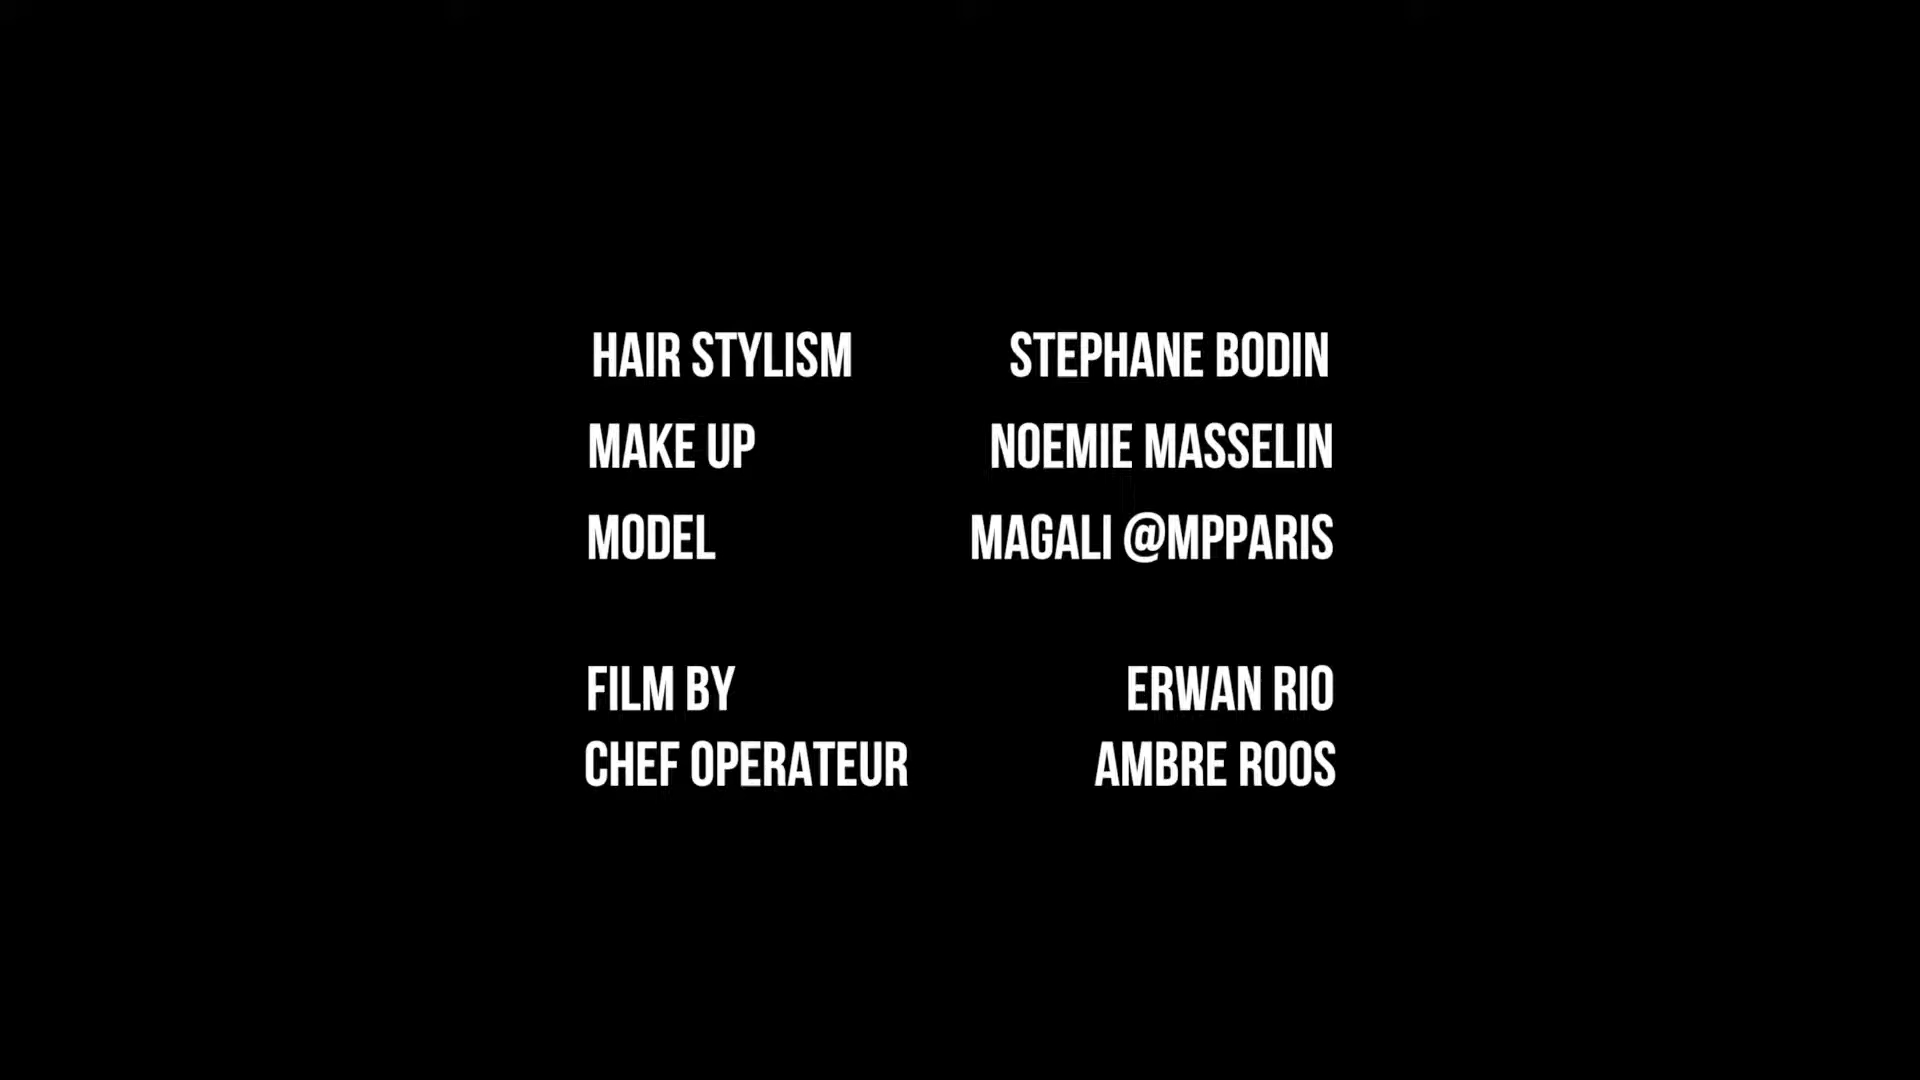 HAIR STYLISM STEPHANE BODIN
MAKE UP NOEMIE MASSELIN
MODEL MAGALI @MPPARIS
FILM BY ERWAN RIO
CHEF OPERATEUR AMBRE ROOS